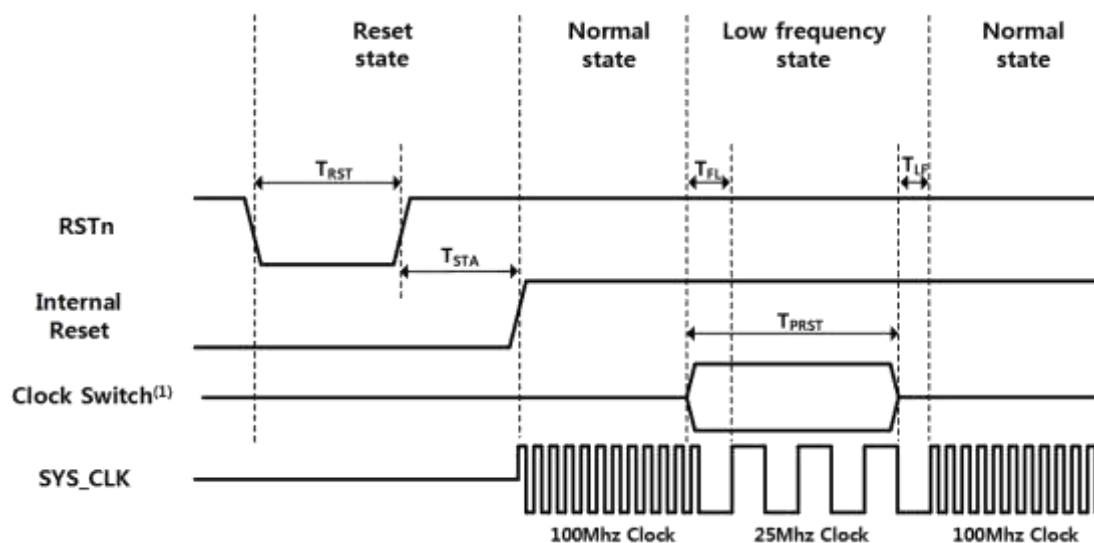 Reset
state
Normal
state
Low frequency
state
Normal
state
TRST
TFL
TLF
RSTn
TSTA
Internal
Reset
TPRST
Clock Switch(1)
SYS_CLK
100Mhz Clock
25Mhz Clock
100Mhz Clock